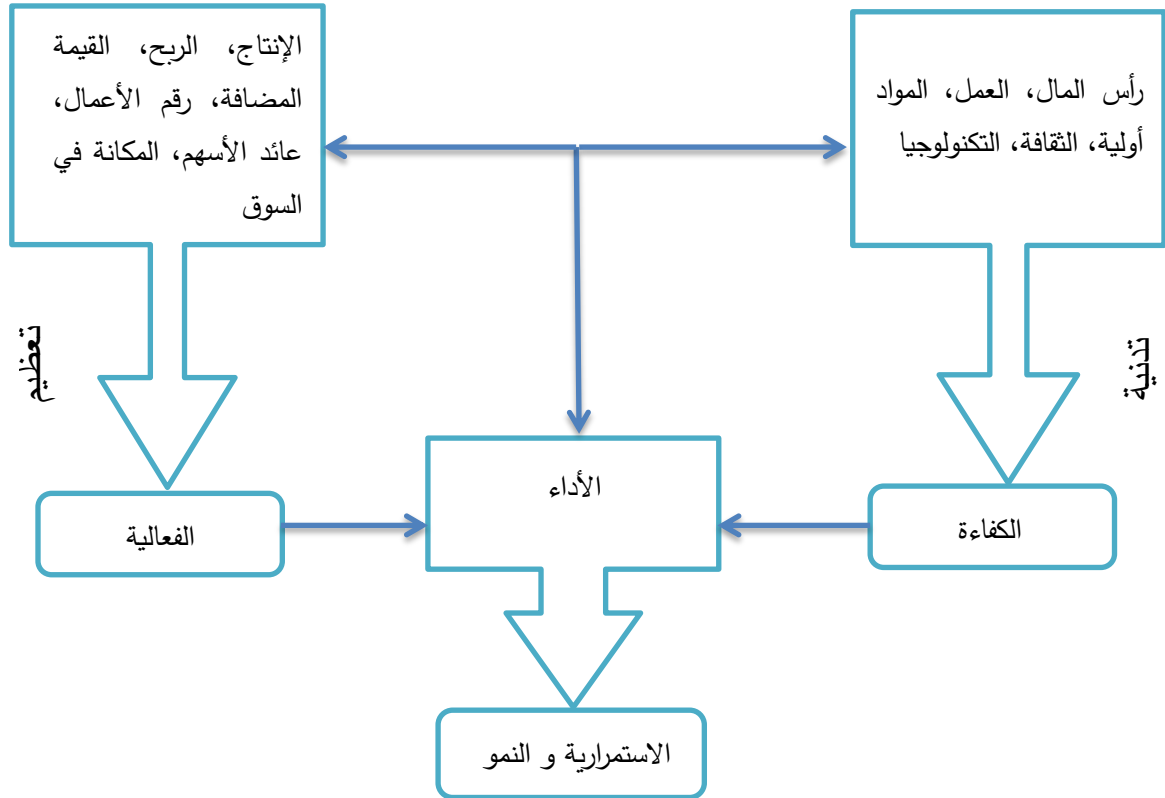 رأس المال، العمل، المواد
أولية، الثقافة، التكنولوجيا
الإنتاج، الربح، القيمة
المضافة، رقم الأعمال،
عائد الأسهم، المكانة في
السوق
تدنية
تعظيم
الأداء
الكفاءة
الفعالية
الاستمرارية و النمو